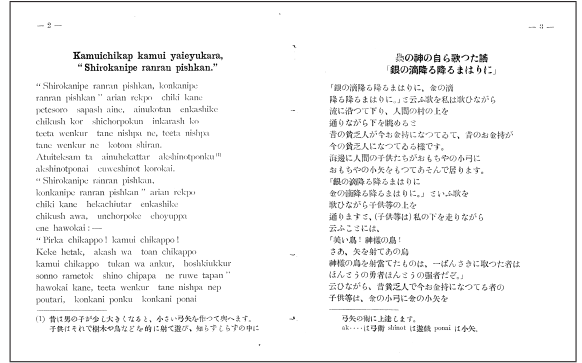 — 2 —
Kamuichikap kamui yaieyukara,
“Shirokanipe ranran pishkan.”
“Shirokanipe ranran pishkan, konkanipe
ranran pishkan” arian rekpo chiki kane
petesoro sapash aine, ainukotan enkashike
chikush kor shichorpokun inkarash ko
teeta wenkur tane nishpa ne, teeta nishpa
tane wenkur ne kotom shiran.
Atuiteksam ta ainuhekattar akshinotponku(1)
akshinotponai euweshinot korokai.
“Shirokanipe ranran pishkan,
konkanipe ranran pishkan” arian rekpo
chiki kane hekachiutar enkashike
chikush awa, unchorpoke choyuppa
ene hawokai : —
“Pirka chikappo! kamui chikappo!
Keke hetak, akash wa toan chikappo
kamui chikappo tukan wa ankur, hoshkiukkur
sonno rametok shino chipapa ne ruwe tapan”
hawokai kane, teeta wenkur tane nishpa nep
poutari, konkani ponku konkani ponai
(1) 昔は男の子が少し大きくなると、小さい弓矢を作つて與へます。
子供はそれで樹木や鳥などを的に射て遊び、知らずしらずの中に
— 3 —
梟の神の自ら歌つた謡
「銀の滴降る降るまはりに」
「銀の滴降る降るまはりに、金の滴
降る降るまはりに。」と云ふ歌を私は歌ひながら
流に沿つて下り、人間の村の上を
通りながら下を眺めると
昔の貧乏人が今お金持になつてゐて、昔のお金持が
今の貧乏人になつてゐる様です。
海邊に人間の子供たちがおもちやの小弓に
おもちやの小矢をもつてあそんで居ります。
「銀の滴降る降るまはりに
金の滴降る降るまはりに。」といふ歌を
歌ひながら子供等の上を
通りますと、(子供等は)私の下を走りながら
云ふことには、
「美い鳥！神様の鳥！
さあ、矢を射てあの鳥
神様の鳥を射當てたものは、一ばんさきに取つた者は
ほんとうの勇者ほんとうの强者だぞ。」
云ひながら、昔貧乏人で今お金持になつてる者の
子供等は、金の小弓に金の小矢を
弓矢の術に上達します。
ak····は弓術 shinot は遊戯 ponai は小矢.